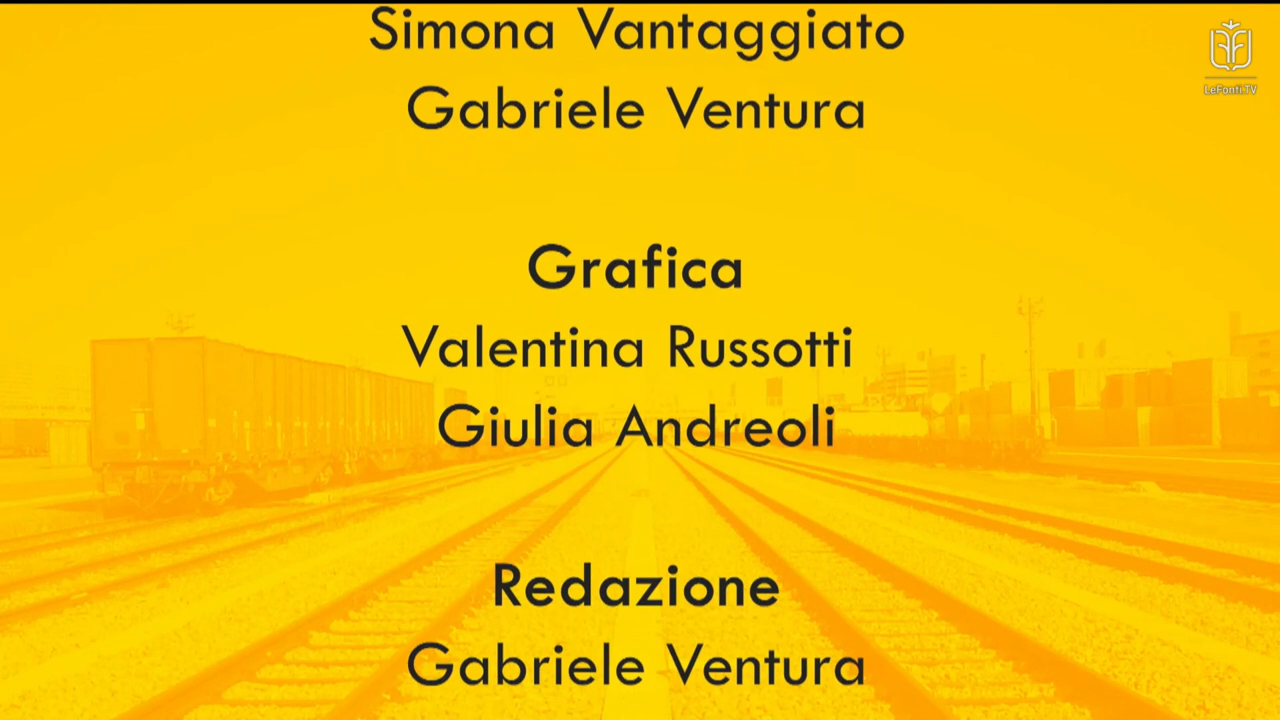 Simona Vantaggiato
Gabriele Ventura
LeFonti.TV
Grafica
Valentina Russotti
Giulia Andreoli
Redazione
Gabriele Ventura